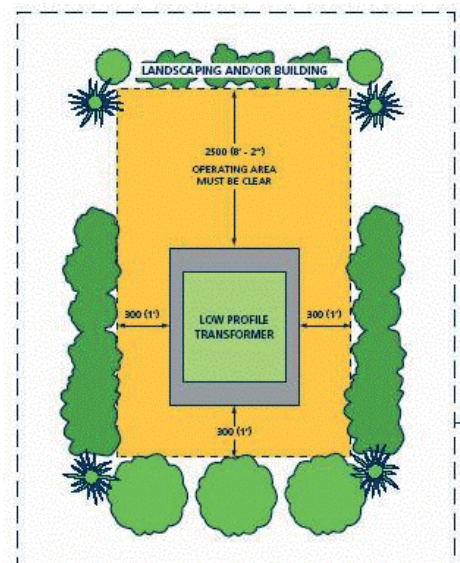 LANDSCAPING AND/OR BUILDING
2500 (8' - 2")
OPERATING AREA
MUST BE CLEAR
300 (1')
LOW PROFILE
TRANSFORMER
300 (1')
300 (1')